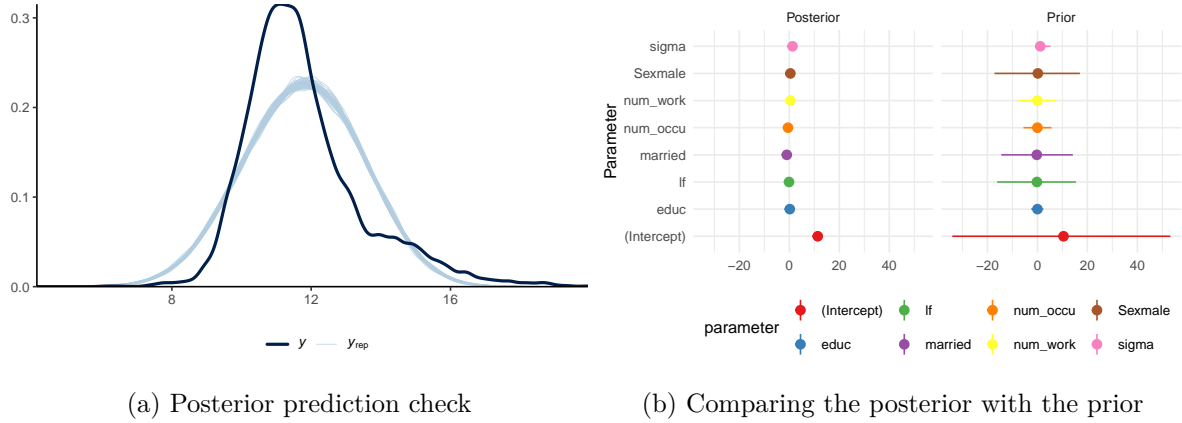 0.3
0.2
0.1
0.0
8 12 16
y yrep
(a) Posterior prediction check
Posterior Prior
Parameter
sigma
Sexmale
num_work
num_occu
married
lf
educ
(Intercept)
−20 0 20 40 −20 0 20 40
parameter
(Intercept) lf num_occu Sexmale
educ married num_work sigma
(b) Comparing the posterior with the prior